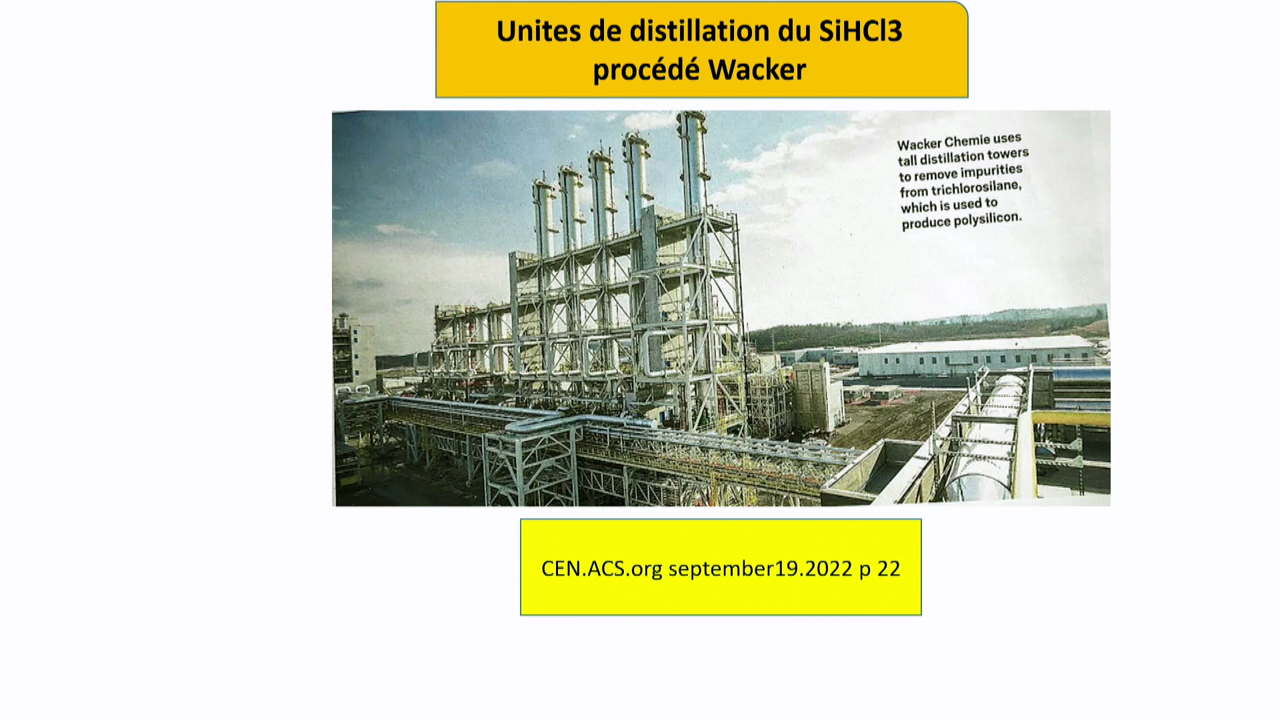 Unites de distillation du SiHCl3
procédé Wacker
Wacker Chemie uses
tall distillation towers
to remove impurities
from trichlorosilane,
which is used to
produce polysilicon.
CEN.ACS.org september19.2022 p 22